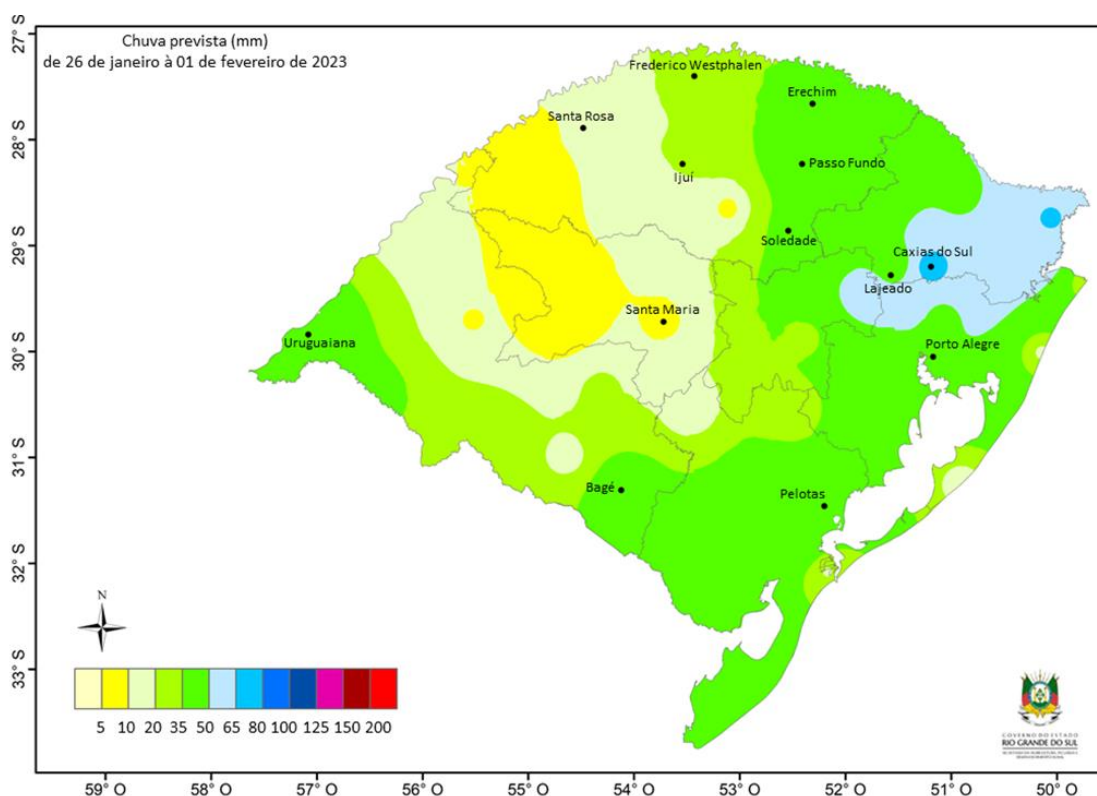 Chuva prevista (mm)
de 26 de janeiro à 01 de fevereiro de 2023
27° S
28° S
29° S
30° S
31° S
32° S
33° S
Frederico Westphalen
Erechim
Santa Rosa
Ijuí
Passo Fundo
Soledade
Caxias do Sul
Lajeado
Santa Maria
Uruguaiana
Porto Alegre
Bagé
Pelotas
N
5 10 20 35 50 65 80 100 125 150 200
GOVERNO DO ESTADO
RIO GRANDE DO SUL
59° O 58° O 57° O 56° O 55° O 54° O 53° O 52° O 51° O 50° O